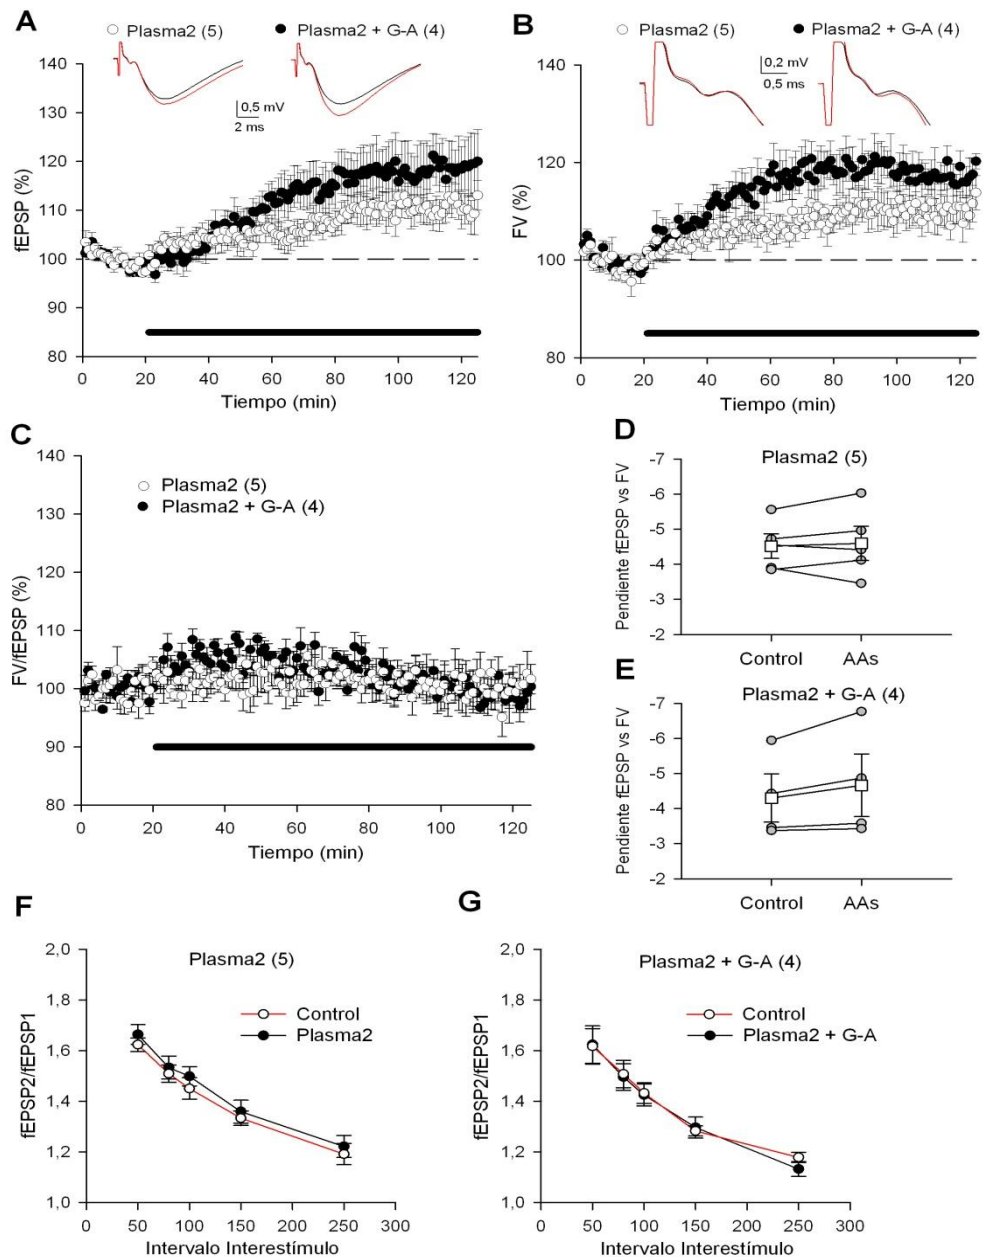 A
Plasma2 (5) Plasma2 + G-A (4)
0,5 mV
2 ms
fEPSP (%)
140
130
120
110
100
90
80
0 20 40 60 80 100 120
Tiempo (min)
B
Plasma2 (5) Plasma2 + G-A (4)
0,2 mV
0,5 ms
FV (%)
140
120
100
80
0 20 40 60 80 100 120
Tiempo (min)
C
Plasma2 (5)
Plasma2 + G-A (4)
FV/fEPSP (%)
140
130
120
110
100
90
80
0 20 40 60 80 100 120
Tiempo (min)
D
Plasma2 (5)
Pendiente fEPSP vs FV
-7
-6
-5
-4
-3
-2
Control AAs
E
Plasma2 + G-A (4)
Pendiente fEPSP vs FV
-7
-6
-5
-4
-3
-2
Control AAs
F
Plasma2 (5)
Control
Plasma2
fEPSP2/fEPSP1
2,0
1,8
1,6
1,4
1,2
1,0
0 50 100 150 200 250 300
Intervalo Interestímulo
G
Plasma2 + G-A (4)
Control
Plasma2 + G-A
fEPSP2/fEPSP1
2,0
1,8
1,6
1,4
1,2
1,0
0 50 100 150 200 250 300
Intervalo Interestímulo